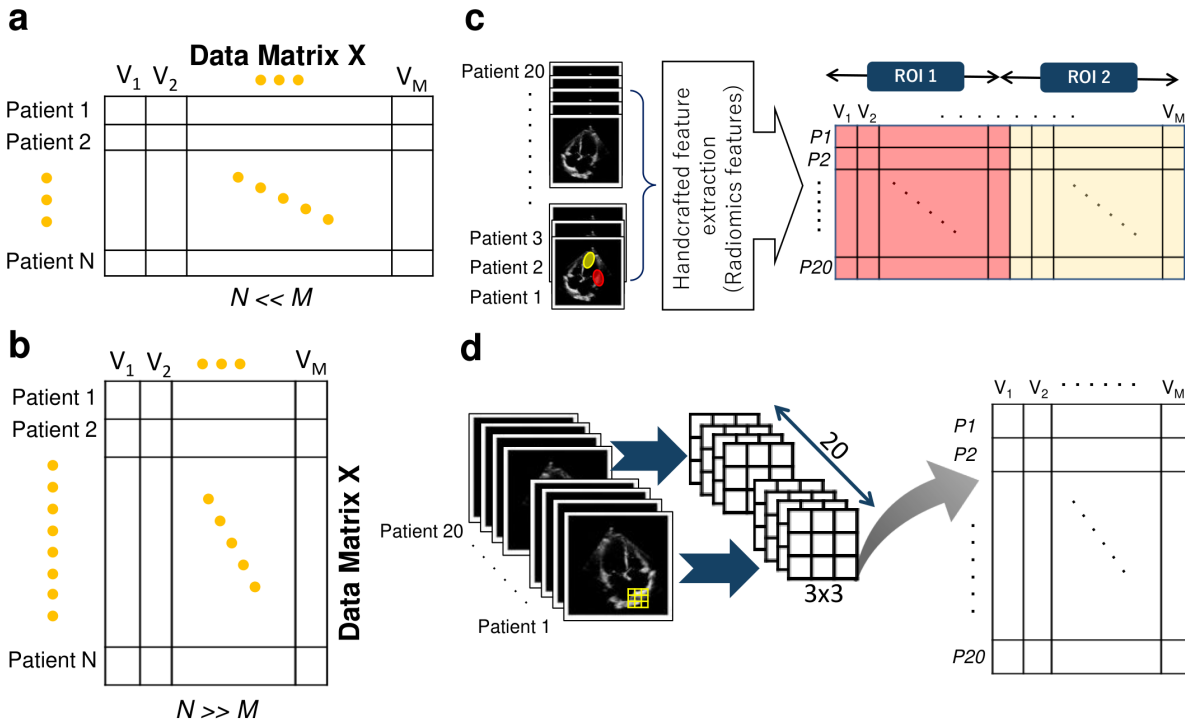 a
Data Matrix X
V1 V2 VM
Patient 1
Patient 2
Patient N
N << M
b
V1 V2 VM
Patient 1
Patient 2
Patient N
Data Matrix X
N >> M
c
Patient 20
Patient 3
Patient 2
Patient 1
Handcrafted feature
extraction
(Radiomics features)
ROI 1 ROI 2
V1 V2 . . . . . . . . VM
P1
P2
P20
d
Patient 20
Patient 1
20
3x3
V1 V2 . . . . . . VM
P1
P2
P20